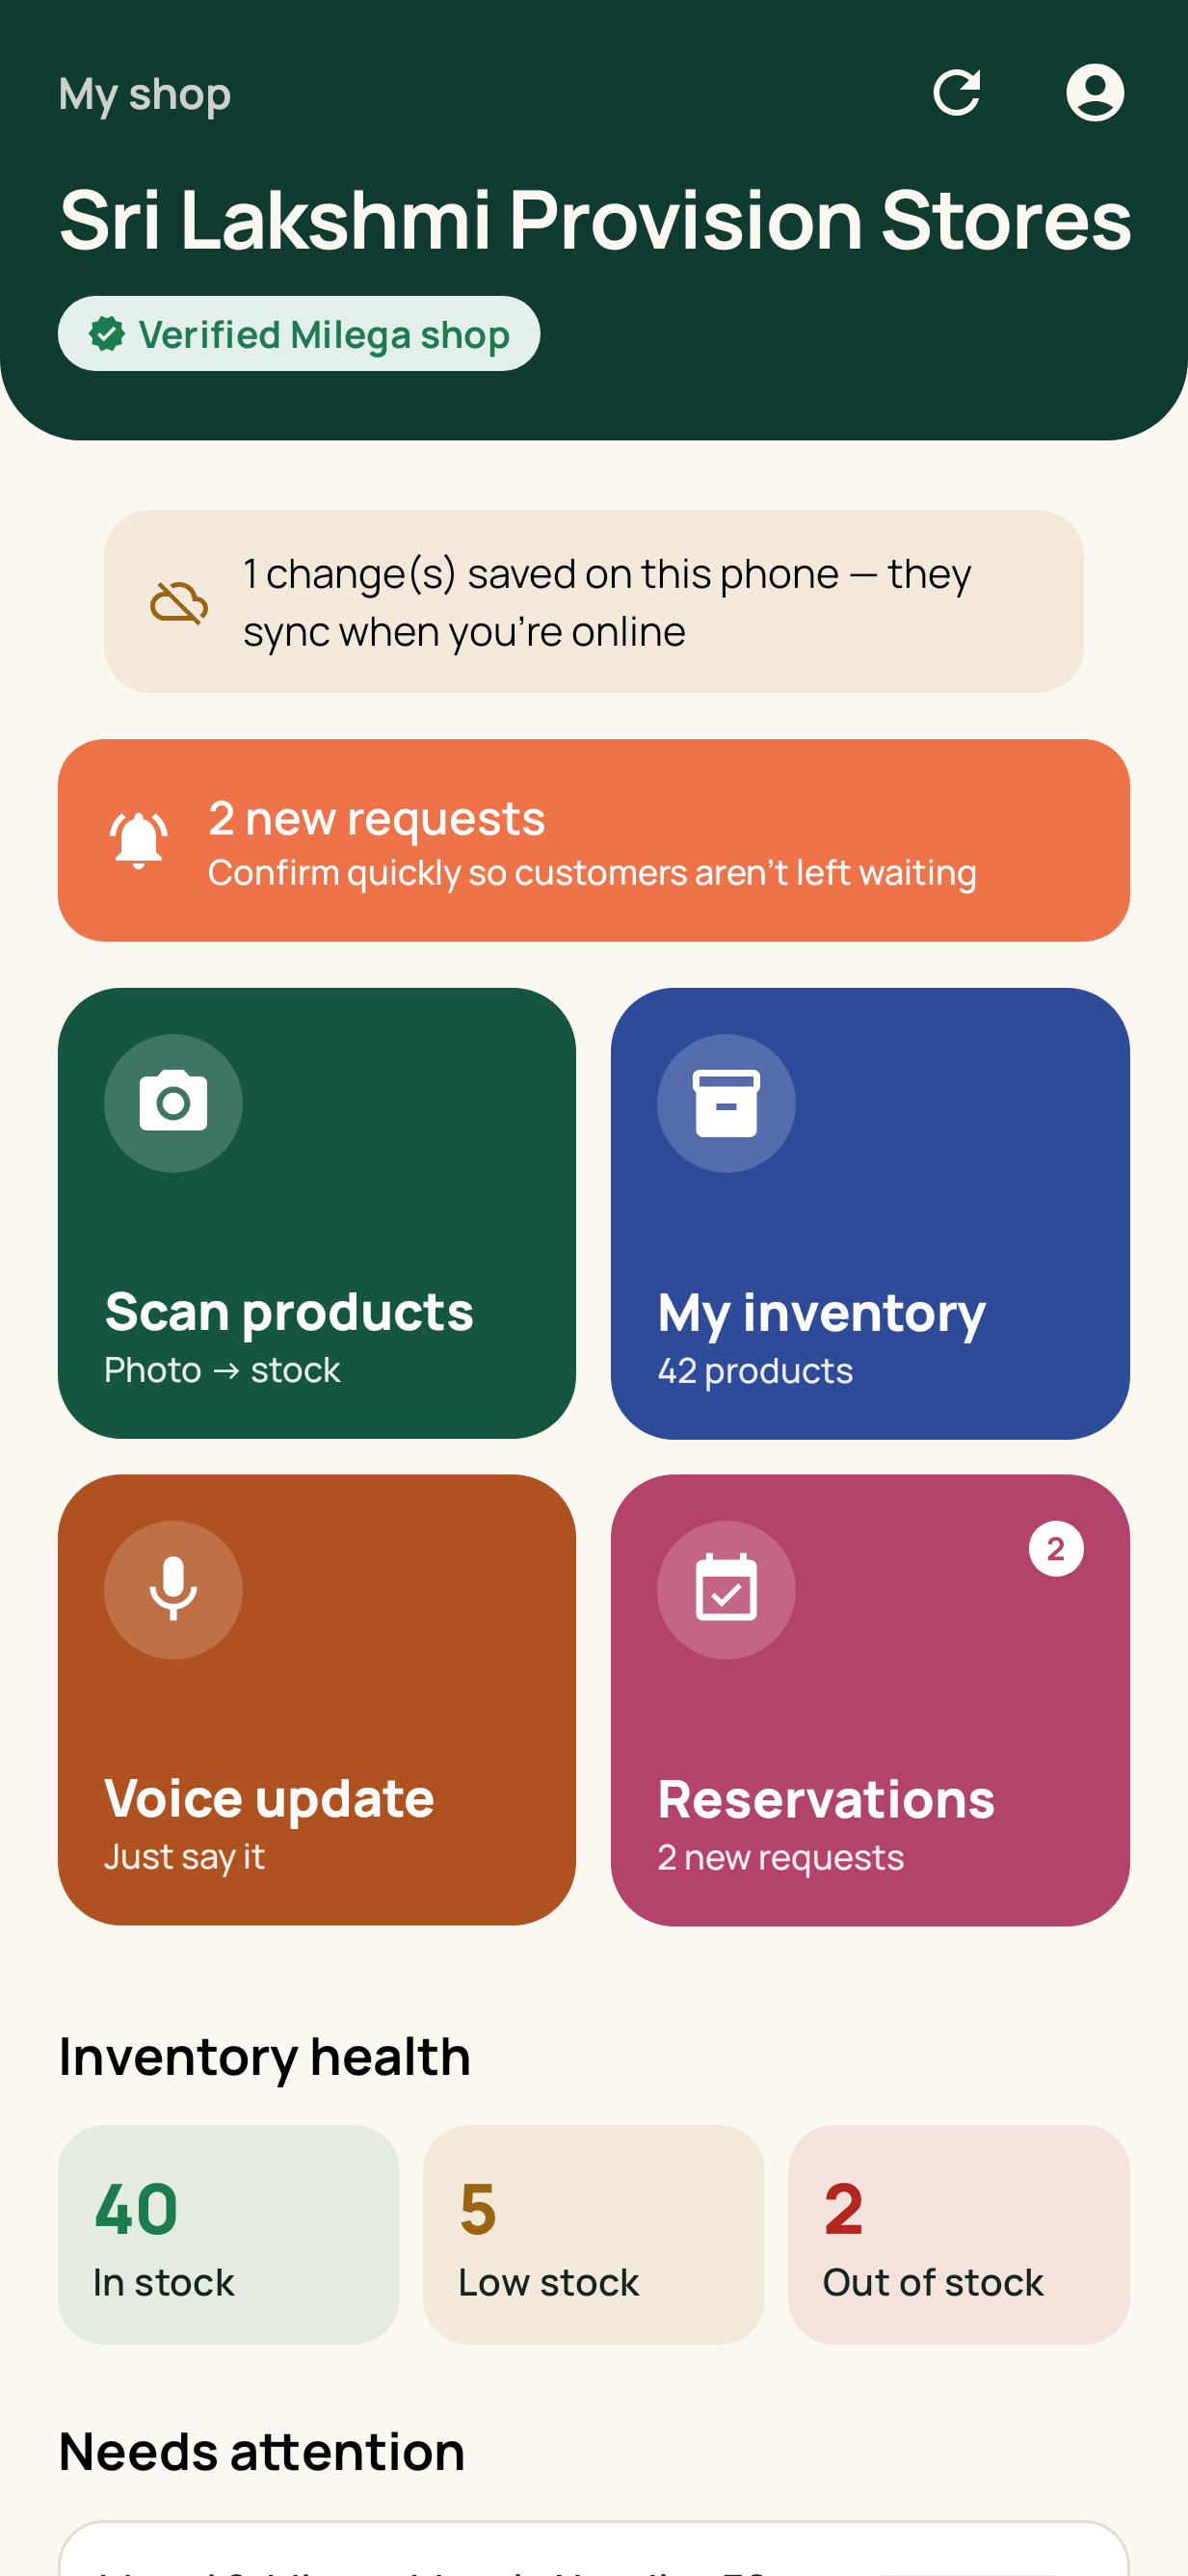 My shop
Sri Lakshmi Provision Stores
Verified Milega shop
1 change(s) saved on this phone — they
sync when you’re online
2 new requests
Confirm quickly so customers aren’t left waiting
Scan products
Photo → stock
My inventory
42 products
Voice update
Just say it
2
Reservations
2 new requests
Inventory health
40
In stock
5
Low stock
2
Out of stock
Needs attention